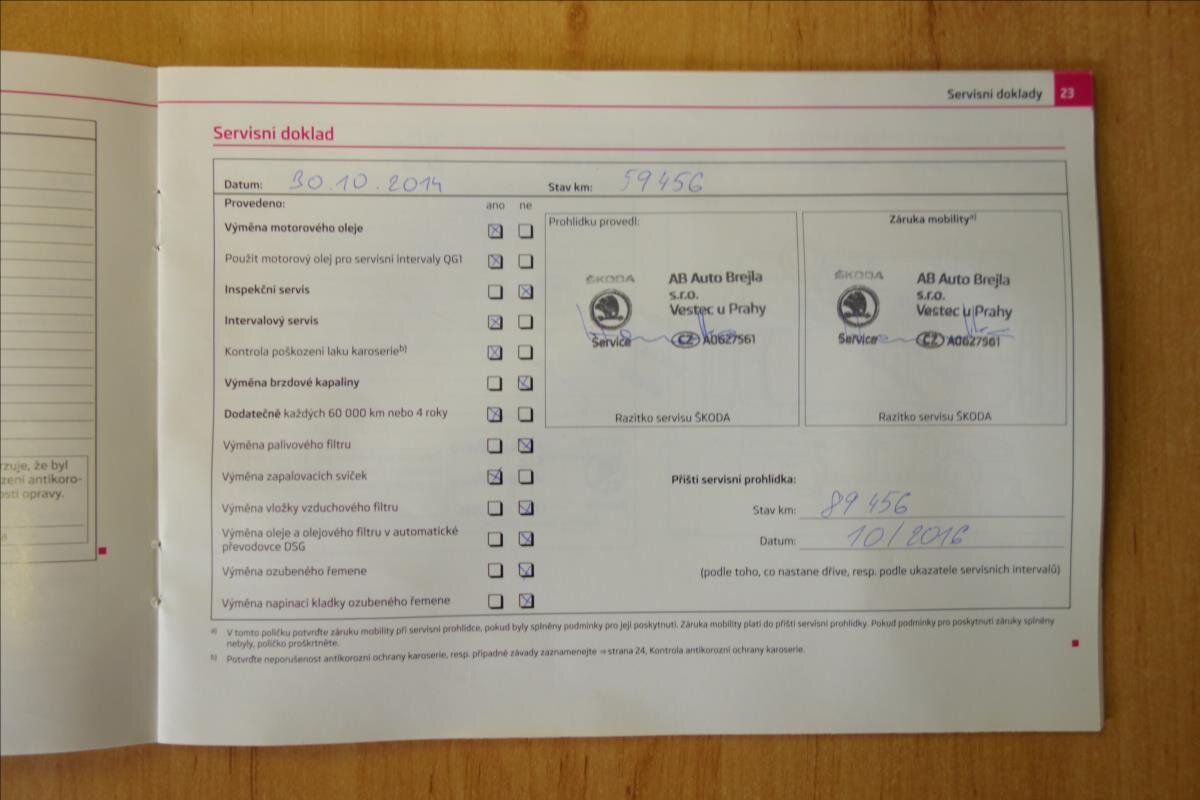 Servisní doklady 23
Servisní doklad
Datum: 30.10.2014 Stav km: 59456
Provedeno: ano ne
Výměna motorového oleje
Použit motorový olej pro servisní intervaly QG1
Inspekční servis
Intervalový servis
Kontrola poškození laku karoserie b)
Výměna brzdové kapaliny
Dodatečně každých 60 000 km nebo 4 roky
Výměna palivového filtru
Výměna zapalovacích svíček
Výměna vložky vzduchového filtru
Výměna oleje a olejového filtru v automatické
převodovce DSG
Výměna ozubeného řemene
Výměna napínací kladky ozubeného řemene
Prohlídku provedl:
ŠKODA AB Auto Brejla
s.r.o.
Vestec u Prahy
Service CZ A0627561
Razítko servisu ŠKODA
Záruka mobility a)
ŠKODA AB Auto Brejla
s.r.o.
Vestec u Prahy
Service CZ A0627561
Razítko servisu ŠKODA
Příští servisní prohlídka:
Stav km: 89 456
Datum: 10/2016
(podle toho, co nastane dříve, resp. podle ukazatele servisních intervalů)
a) V tomto políčku potvrďte záruku mobility při servisní prohlídce, pokud byly splněny podmínky pro její poskytnutí. Záruka mobility platí do příští servisní prohlídky. Pokud podmínky pro poskytnutí záruky splněny
nebyly, políčko proškrtněte.
b) Potvrďte neporušenost antikorozní ochrany karoserie, resp. případné závady zaznamenejte ⇒ strana 24, Kontrola antikorozní ochrany karoserie.
rzuje, že byl
zení antikoro-
osti opravy.